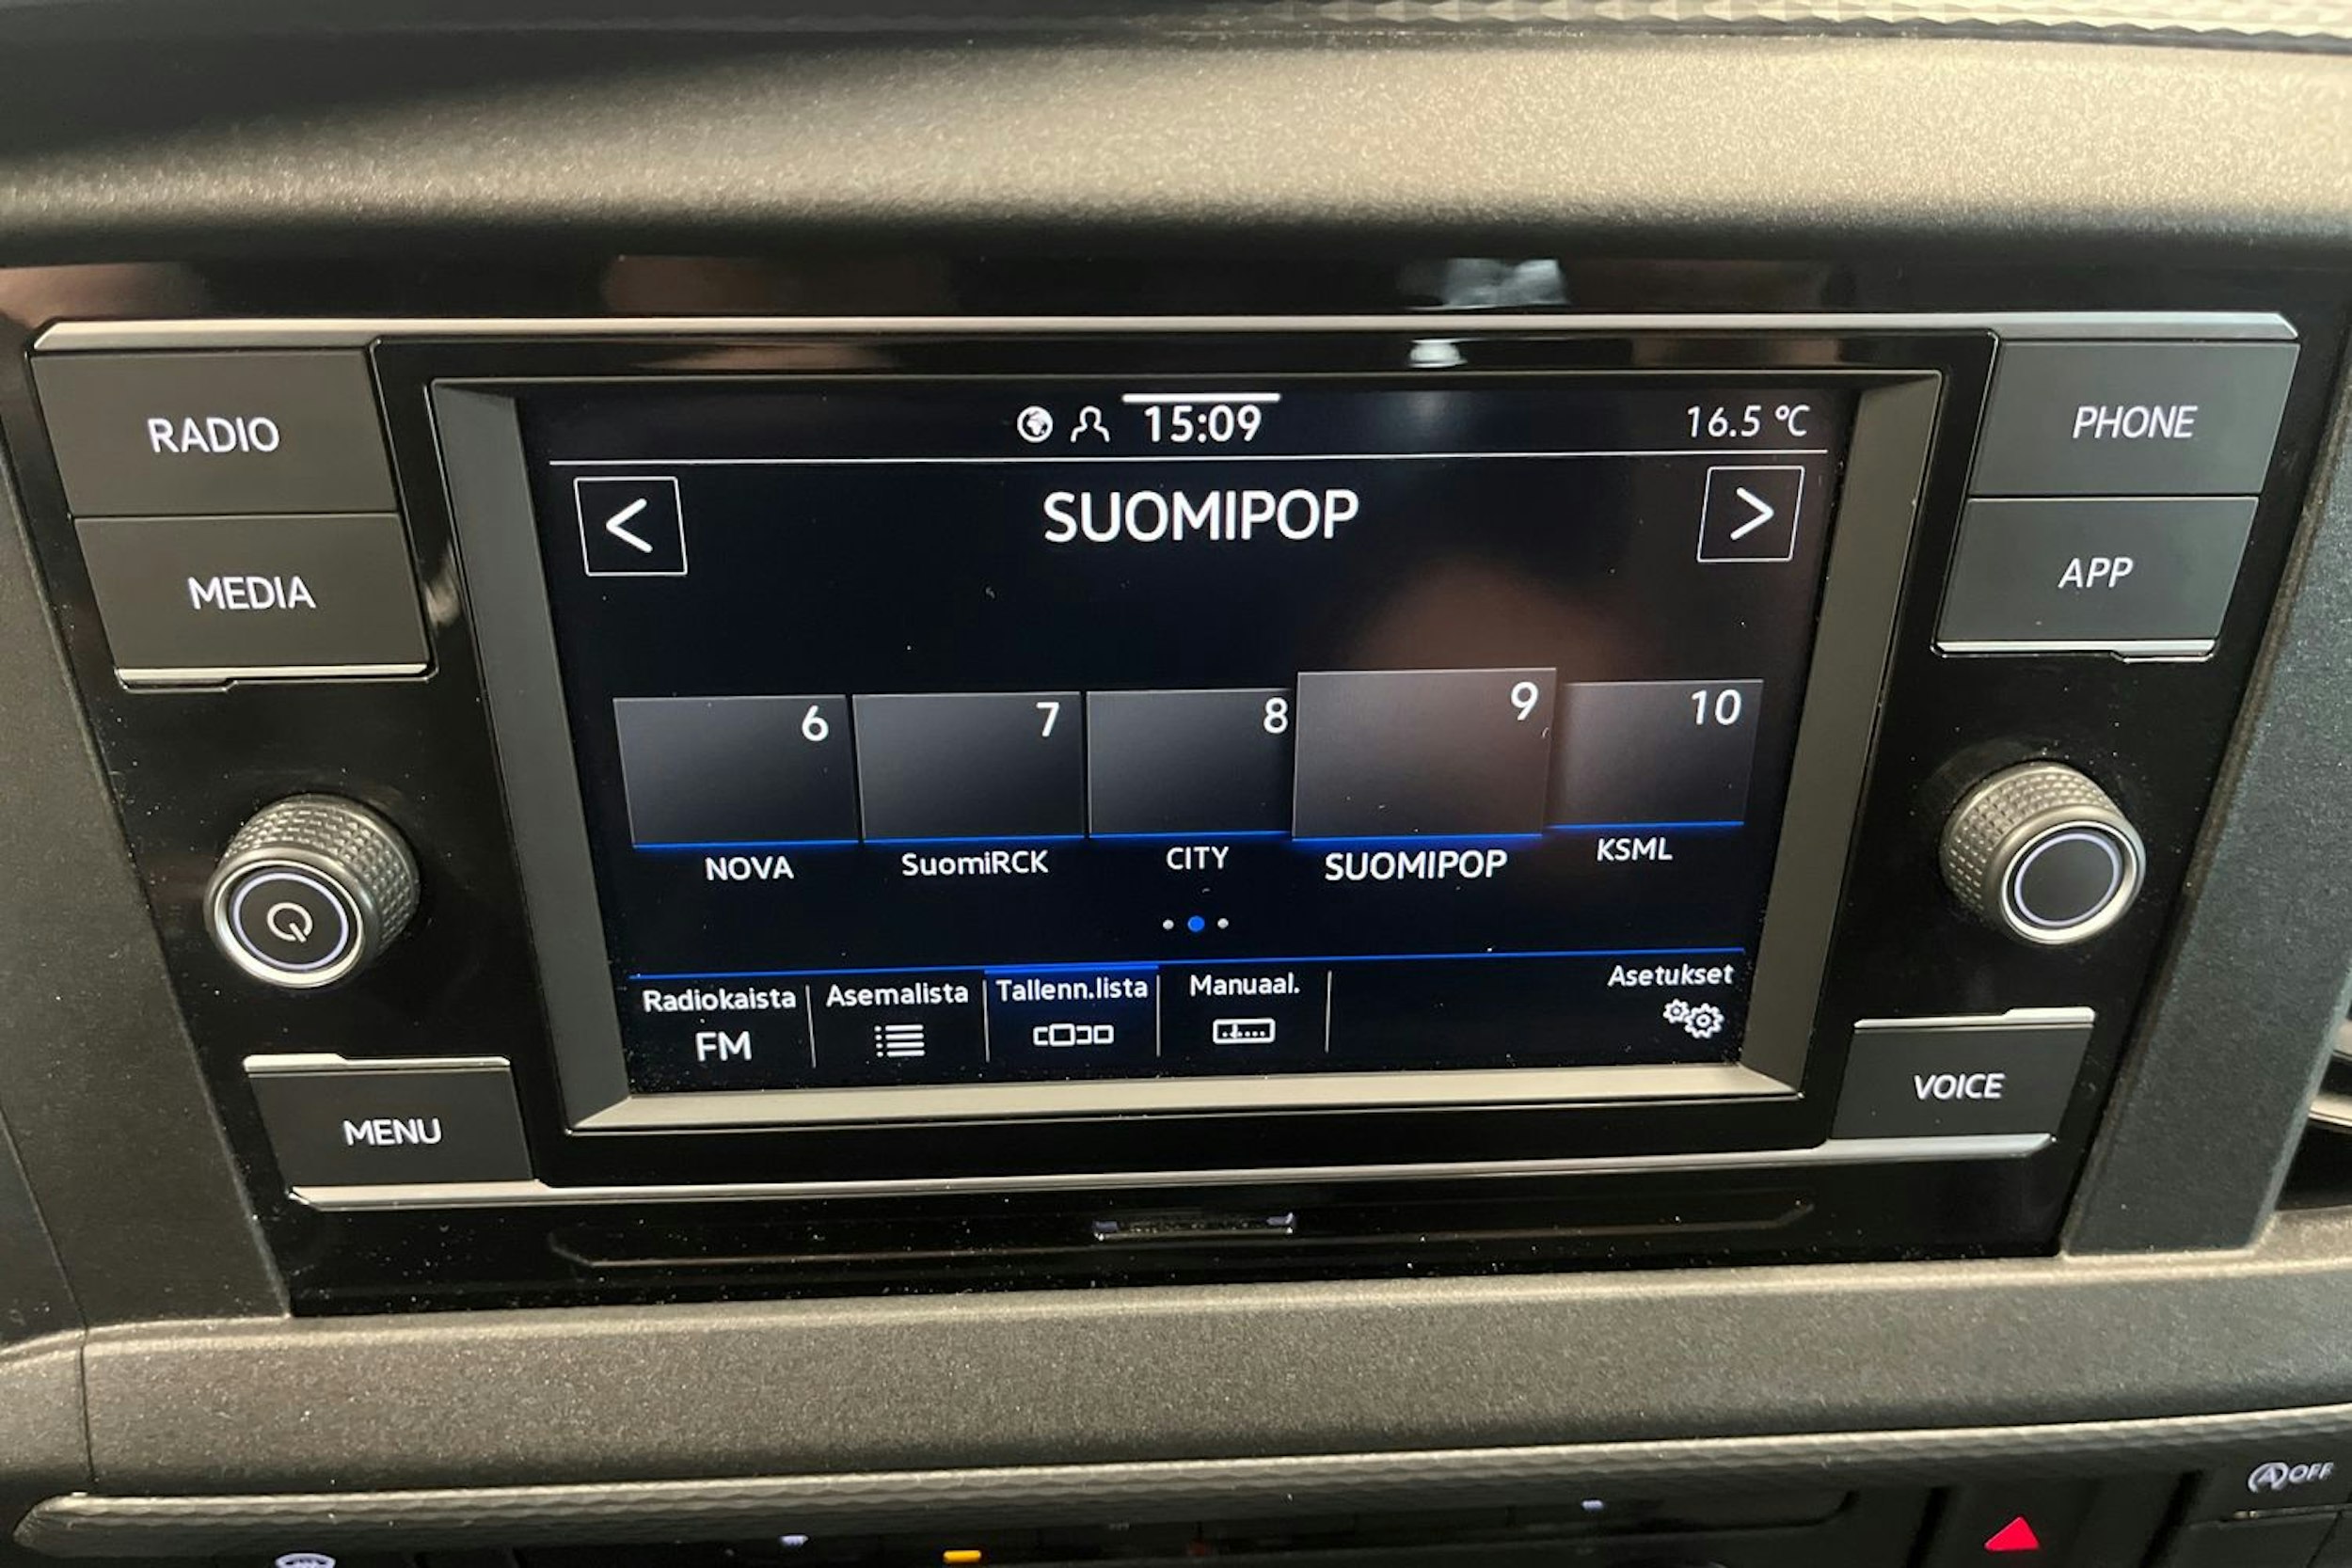 15:09
16.5 °C
RADIO
PHONE
<
SUOMIPOP
>
MEDIA
APP
6
7
8
9
10
NOVA
SuomiRCK
CITY
SUOMIPOP
KSML
Radiokaista
FM
Asemalista
Tallenn.lista
Manuaal.
Asetukset
MENU
VOICE
A OFF